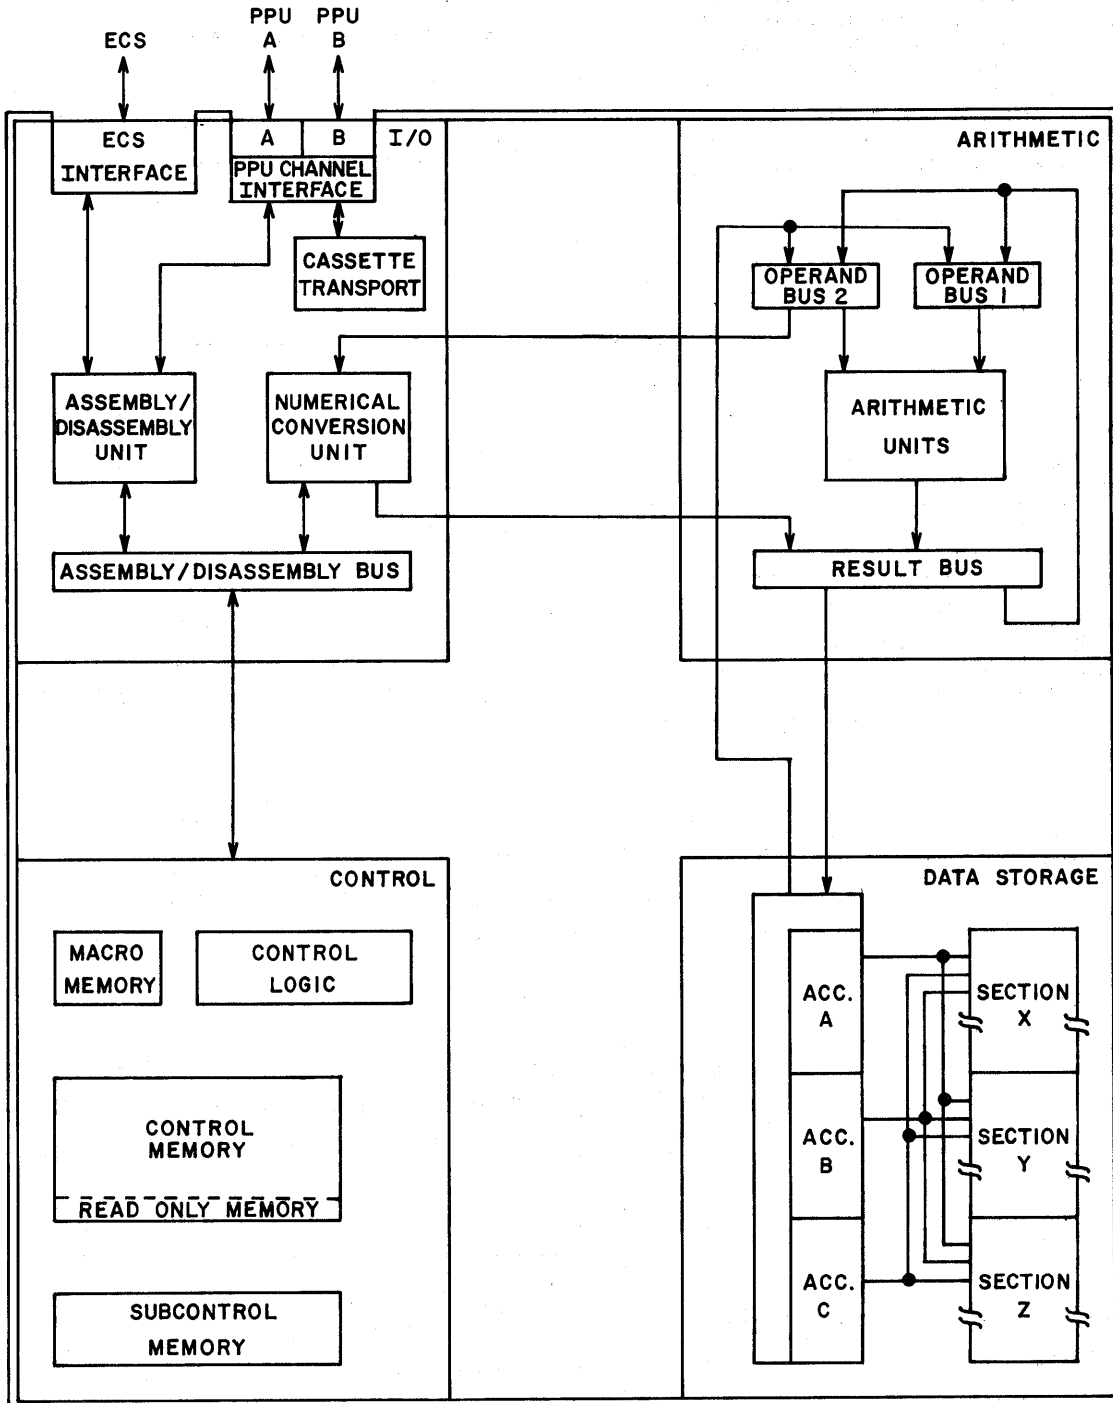 ECS
PPU
A
PPU
B
ECS
INTERFACE
A
B
PPU CHANNEL
INTERFACE
I/O
CASSETTE
TRANSPORT
ASSEMBLY/
DISASSEMBLY
UNIT
NUMERICAL
CONVERSION
UNIT
ASSEMBLY/DISASSEMBLY BUS
ARITHMETIC
OPERAND
BUS 2
OPERAND
BUS 1
ARITHMETIC
UNITS
RESULT BUS
CONTROL
MACRO
MEMORY
CONTROL
LOGIC
CONTROL
MEMORY
READ ONLY MEMORY
SUBCONTROL
MEMORY
DATA STORAGE
ACC.
A
ACC.
B
ACC.
C
SECTION
X
SECTION
Y
SECTION
Z